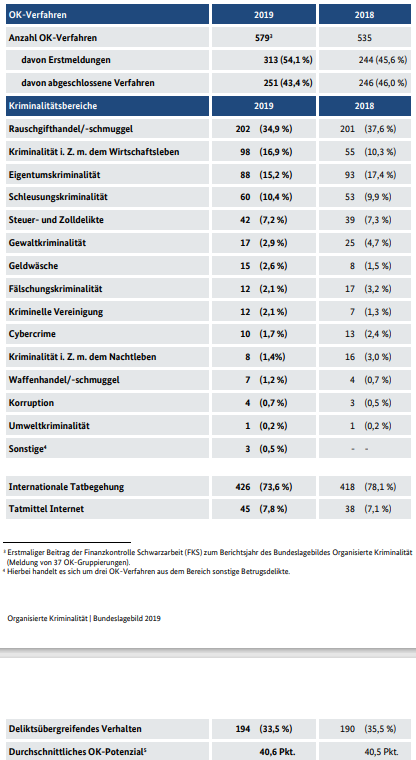 OK-Verfahren 2019 2018
Anzahl OK-Verfahren 579³ 535
davon Erstmeldungen 313 (54,1 %) 244 (45,6 %)
davon abgeschlossene Verfahren 251 (43,4 %) 246 (46,0 %)
Kriminalitätsbereiche 2019 2018
Rauschgifthandel/-schmuggel 202 (34,9 %) 201 (37,6 %)
Kriminalität i. Z. m. dem Wirtschaftsleben 98 (16,9 %) 55 (10,3 %)
Eigentumskriminalität 88 (15,2 %) 93 (17,4 %)
Schleusungskriminalität 60 (10,4 %) 53 (9,9 %)
Steuer- und Zolldelikte 42 (7,2 %) 39 (7,3 %)
Gewaltkriminalität 17 (2,9 %) 25 (4,7 %)
Geldwäsche 15 (2,6 %) 8 (1,5 %)
Fälschungskriminalität 12 (2,1 %) 17 (3,2 %)
Kriminelle Vereinigung 12 (2,1 %) 7 (1,3 %)
Cybercrime 10 (1,7 %) 13 (2,4 %)
Kriminalität i. Z. m. dem Nachtleben 8 (1,4%) 16 (3,0 %)
Waffenhandel/-schmuggel 7 (1,2 %) 4 (0,7 %)
Korruption 4 (0,7 %) 3 (0,5 %)
Umweltkriminalität 1 (0,2 %) 1 (0,2 %)
Sonstige⁴ 3 (0,5 %) - -
Internationale Tatbegehung 426 (73,6 %) 418 (78,1 %)
Tatmittel Internet 45 (7,8 %) 38 (7,1 %)
³ Erstmaliger Beitrag der Finanzkontrolle Schwarzarbeit (FKS) zum Berichtsjahr des Bundeslagebildes Organisierte Kriminalität
(Meldung von 37 OK-Gruppierungen).
⁴ Hierbei handelt es sich um drei OK-Verfahren aus dem Bereich sonstige Betrugsdelikte.
Organisierte Kriminalität | Bundeslagebild 2019
Deliktsübergreifendes Verhalten 194 (33,5 %) 190 (35,5 %)
Durchschnittliches OK-Potenzial⁵ 40,6 Pkt. 40,5 Pkt.